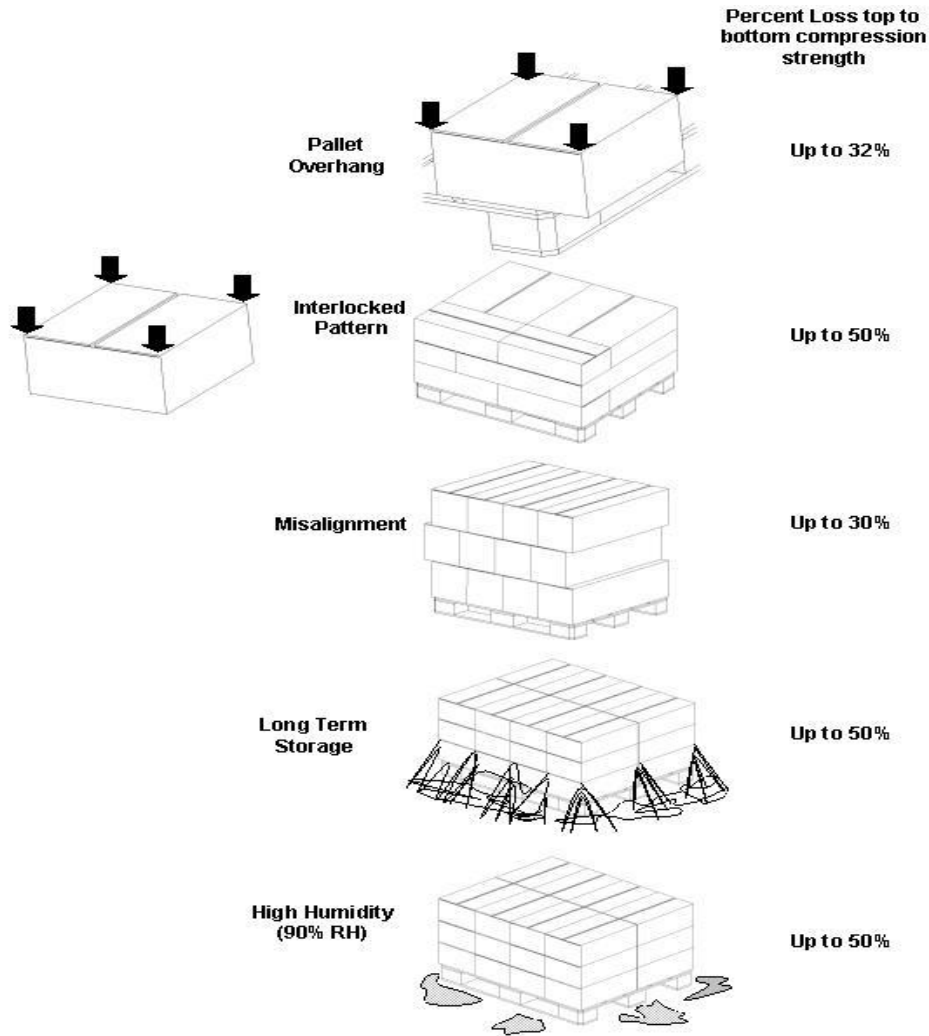 Percent Loss top to
bottom compression
strength
Pallet
Overhang
Up to 32%
Interlocked
Pattern
Up to 50%
Misalignment
Up to 30%
Long Term
Storage
Up to 50%
High Humidity
(90% RH)
Up to 50%